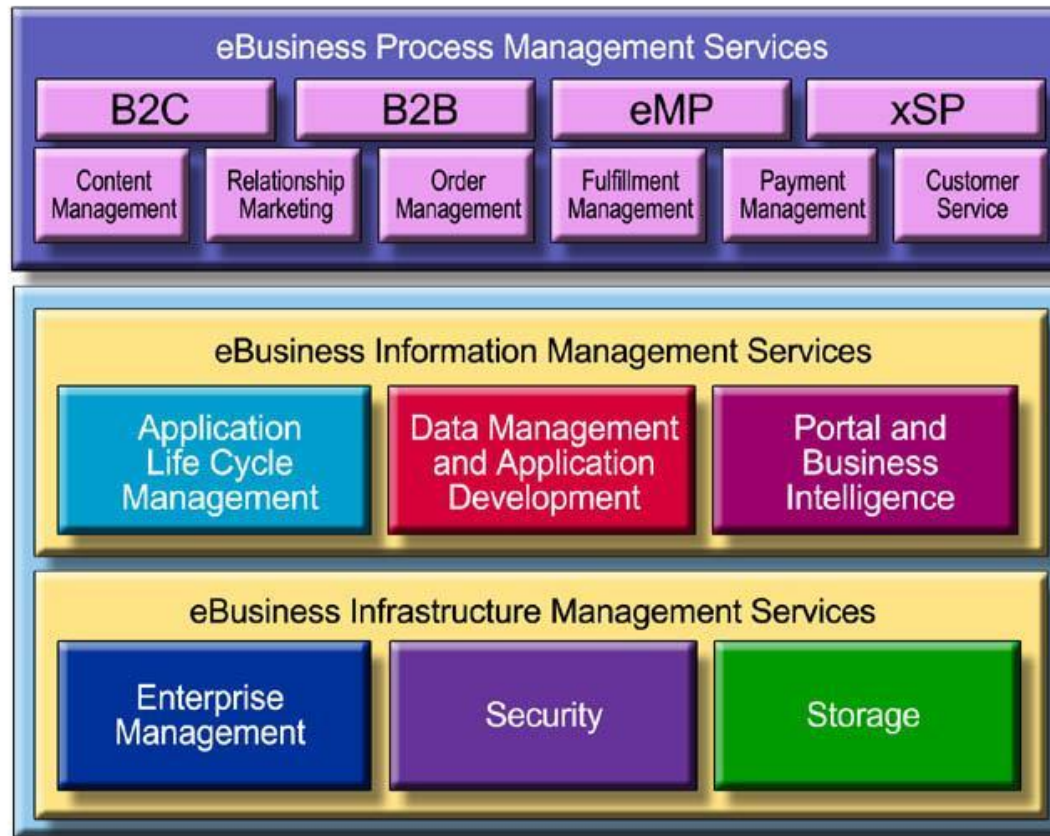 eBusiness Process Management Services
B2C
B2B
eMP
xSP
Content
Management
Relationship
Marketing
Order
Management
Fulfillment
Management
Payment
Management
Customer
Service
eBusiness Information Management Services
Application
Life Cycle
Management
Data Management
and Application
Development
Portal and
Business
Intelligence
eBusiness Infrastructure Management Services
Enterprise
Management
Security
Storage